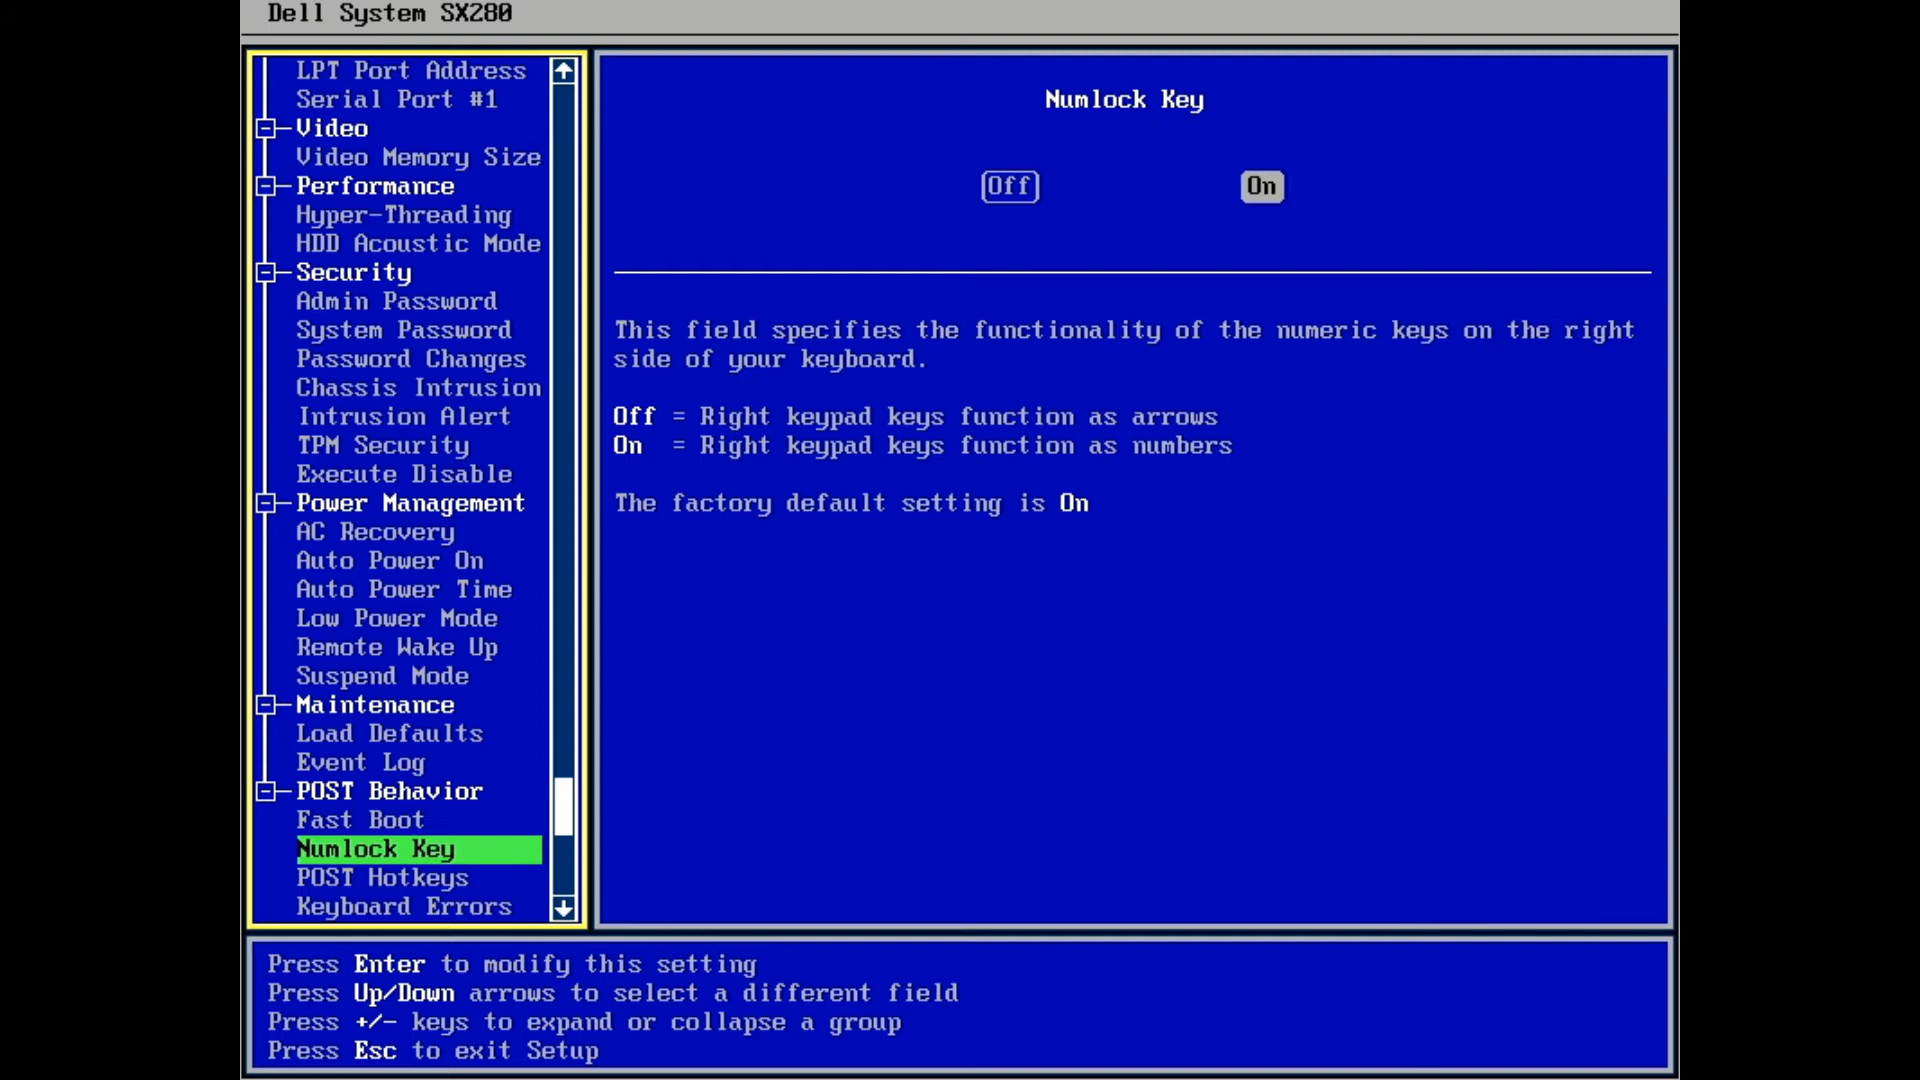 Dell System SX280
LPT Port Address
Serial Port #1
Video
Video Memory Size
Performance
Hyper-Threading
HDD Acoustic Mode
Security
Admin Password
System Password
Password Changes
Chassis Intrusion
Intrusion Alert
TPM Security
Execute Disable
Power Management
AC Recovery
Auto Power On
Auto Power Time
Low Power Mode
Remote Wake Up
Suspend Mode
Maintenance
Load Defaults
Event Log
POST Behavior
Fast Boot
Numlock Key
POST Hotkeys
Keyboard Errors
Numlock Key
Off On
This field specifies the functionality of the numeric keys on the right
side of your keyboard.
Off = Right keypad keys function as arrows
On = Right keypad keys function as numbers
The factory default setting is On
Press Enter to modify this setting
Press Up/Down arrows to select a different field
Press +/- keys to expand or collapse a group
Press Esc to exit Setup